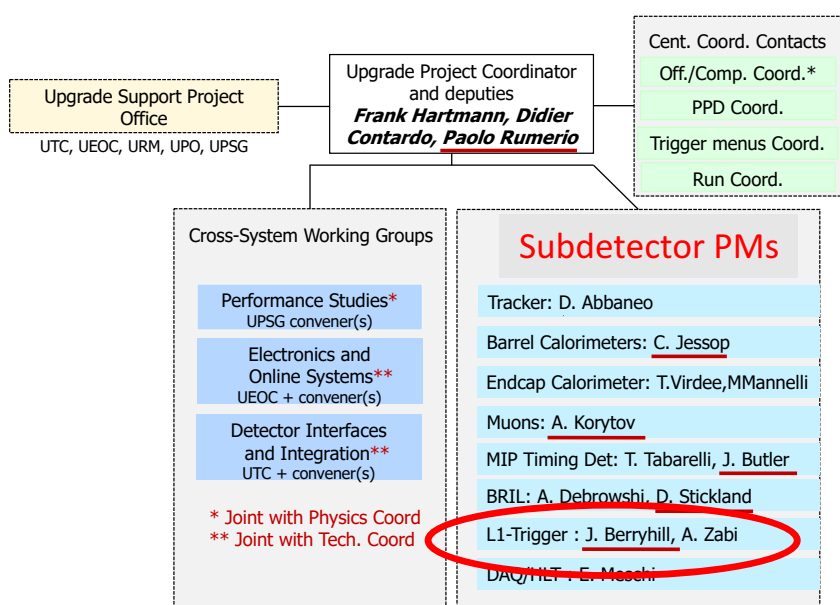 Upgrade Project Coordinator
and deputies
Frank Hartmann, Didier
Contardo, Paolo Rumerio
Upgrade Support Project
Office
UTC, UEOC, URM, UPO, UPSG
Cent. Coord. Contacts
Off./Comp. Coord.*
PPD Coord.
Trigger menus Coord.
Run Coord.
Cross-System Working Groups
Performance Studies*
UPSG convener(s)
Electronics and
Online Systems**
UEOC + convener(s)
Detector Interfaces
and Integration**
UTC + convener(s)
* Joint with Physics Coord
** Joint with Tech. Coord
Subdetector PMs
Tracker: D. Abbaneo
Barrel Calorimeters: C. Jessop
Endcap Calorimeter: T.Virdee,MMannelli
Muons: A. Korytov
MIP Timing Det: T. Tabarelli, J. Butler
BRIL: A. Debrowshi, D. Stickland
L1-Trigger : J. Berryhill, A. Zabi
DAQ/HLT : E. Meschi